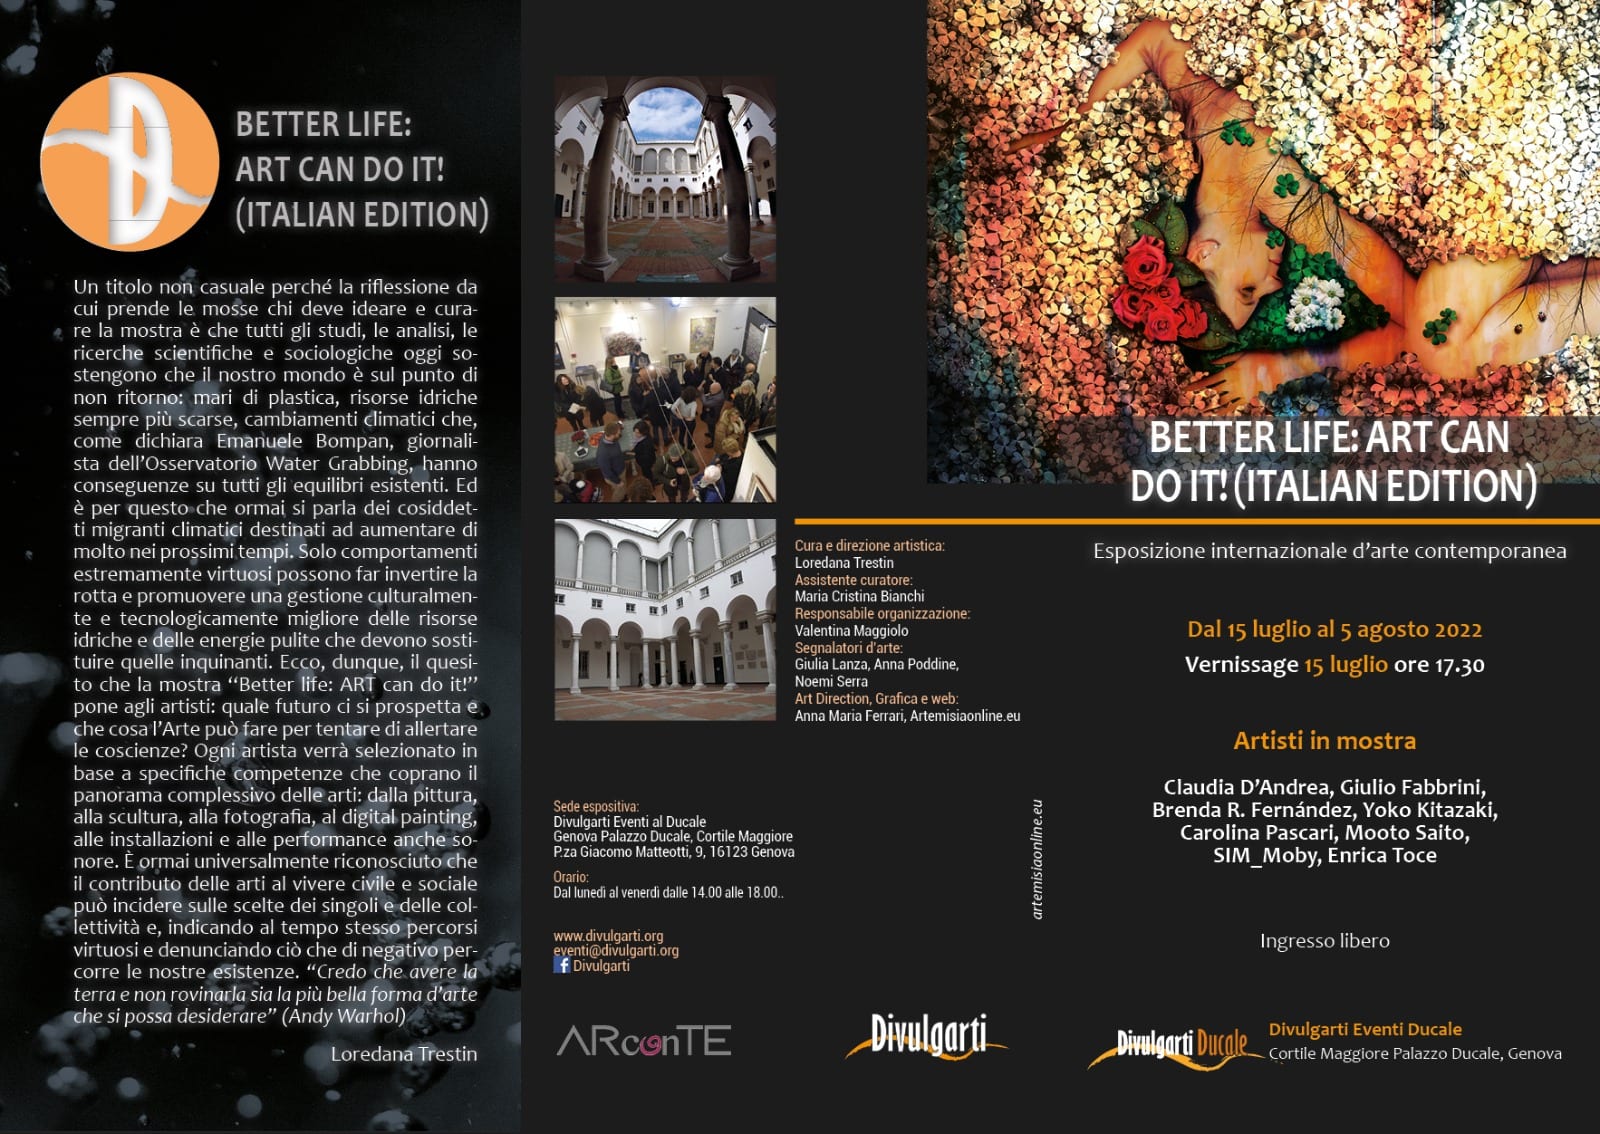 BETTER LIFE:
ART CAN DO IT!
(ITALIAN EDITION)
Un titolo non casuale perché la riflessione da
cui prende le mosse chi deve ideare e cura-
re la mostra è che tutti gli studi, le analisi, le
ricerche scientifiche e sociologiche oggi so-
stengono che il nostro mondo è sul punto di
non ritorno: mari di plastica, risorse idriche
sempre più scarse, cambiamenti climatici che,
come dichiara Emanuele Bompan, giornali-
sta dell'Osservatorio Water Grabbing, hanno
conseguenze su tutti gli equilibri esistenti. Ed
è per questo che ormai si parla dei cosiddet-
ti migranti climatici destinati ad aumentare di
molto nei prossimi tempi. Solo comportamenti
estremamente virtuosi possono far invertire la
rotta e promuovere una gestione culturalmen-
te e tecnologicamente migliore delle risorse
idriche e delle energie pulite che devono sosti-
tuire quelle inquinanti. Ecco, dunque, il quesi-
to che la mostra "Better life: ART can do it!"
pone agli artisti: quale futuro ci si prospetta e
che cosa l'Arte può fare per tentare di allertare
le coscienze? Ogni artista verrà selezionato in
base a specifiche competenze che coprano il
panorama complessivo delle arti: dalla pittura,
alla scultura, alla fotografia, al digital painting,
alle installazioni e alle performance anche so-
nore. È ormai universalmente riconosciuto che
il contributo delle arti al vivere civile e sociale
può incidere sulle scelte dei singoli e delle col-
lettività e, indicando al tempo stesso percorsi
virtuosi e denunciando ciò che di negativo per-
corre le nostre esistenze. "Credo che avere la
terra e non rovinarla sia la più bella forma d'arte
che si possa desiderare" (Andy Warhol)
Loredana Trestin
Cura e direzione artistica:
Loredana Trestin
Assistente curatore:
Maria Cristina Bianchi
Responsabile organizzazione:
Valentina Maggiolo
Segnalatori d'arte:
Giulia Lanza, Anna Poddine,
Noemi Serra
Art Direction, Grafica e web:
Anna Maria Ferrari, Artemisiaonline.eu
Sede espositiva:
Divulgarti Eventi al Ducale
Genova Palazzo Ducale, Cortile Maggiore
P.za Giacomo Matteotti, 9, 16123 Genova
Orario:
Dal lunedì al venerdì dalle 14.00 alle 18.00..
www.divulgarti.org
eventi@divulgarti.org
f Divulgarti
ARconTE
Divulgarti
artemisiaonline.eu
BETTER LIFE: ART CAN
DO IT! (ITALIAN EDITION)
Esposizione internazionale d'arte contemporanea
Dal 15 luglio al 5 agosto 2022
Vernissage 15 luglio ore 17.30
Artisti in mostra
Claudia D'Andrea, Giulio Fabbrini,
Brenda R. Fernández, Yoko Kitazaki,
Carolina Pascari, Mooto Saito,
SIM_Moby, Enrica Toce
Ingresso libero
Divulgarti Ducale
Divulgarti Eventi Ducale
Cortile Maggiore Palazzo Ducale, Genova